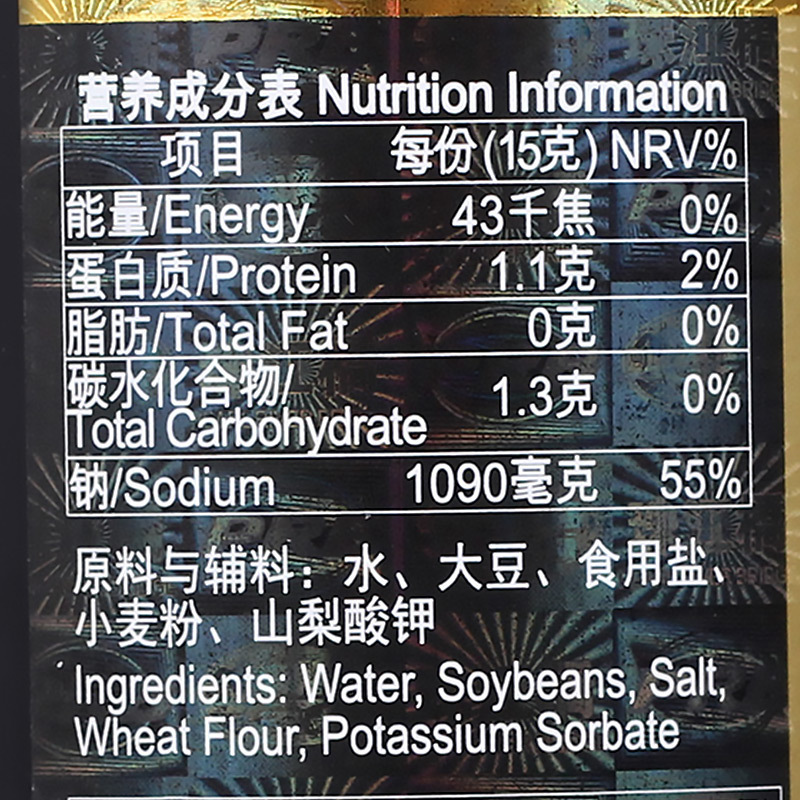 营养成分表 Nutrition Information
项目 每份(15克) NRV%
能量/Energy 43千焦 0%
蛋白质/Protein 1.1克 2%
脂肪/Total Fat 0克 0%
碳水化合物/
Total Carbohydrate 1.3克 0%
钠/Sodium 1090毫克 55%
原料与辅料：水、大豆、食用盐、
小麦粉、山梨酸钾
Ingredients: Water, Soybeans, Salt,
Wheat Flour, Potassium Sorbate